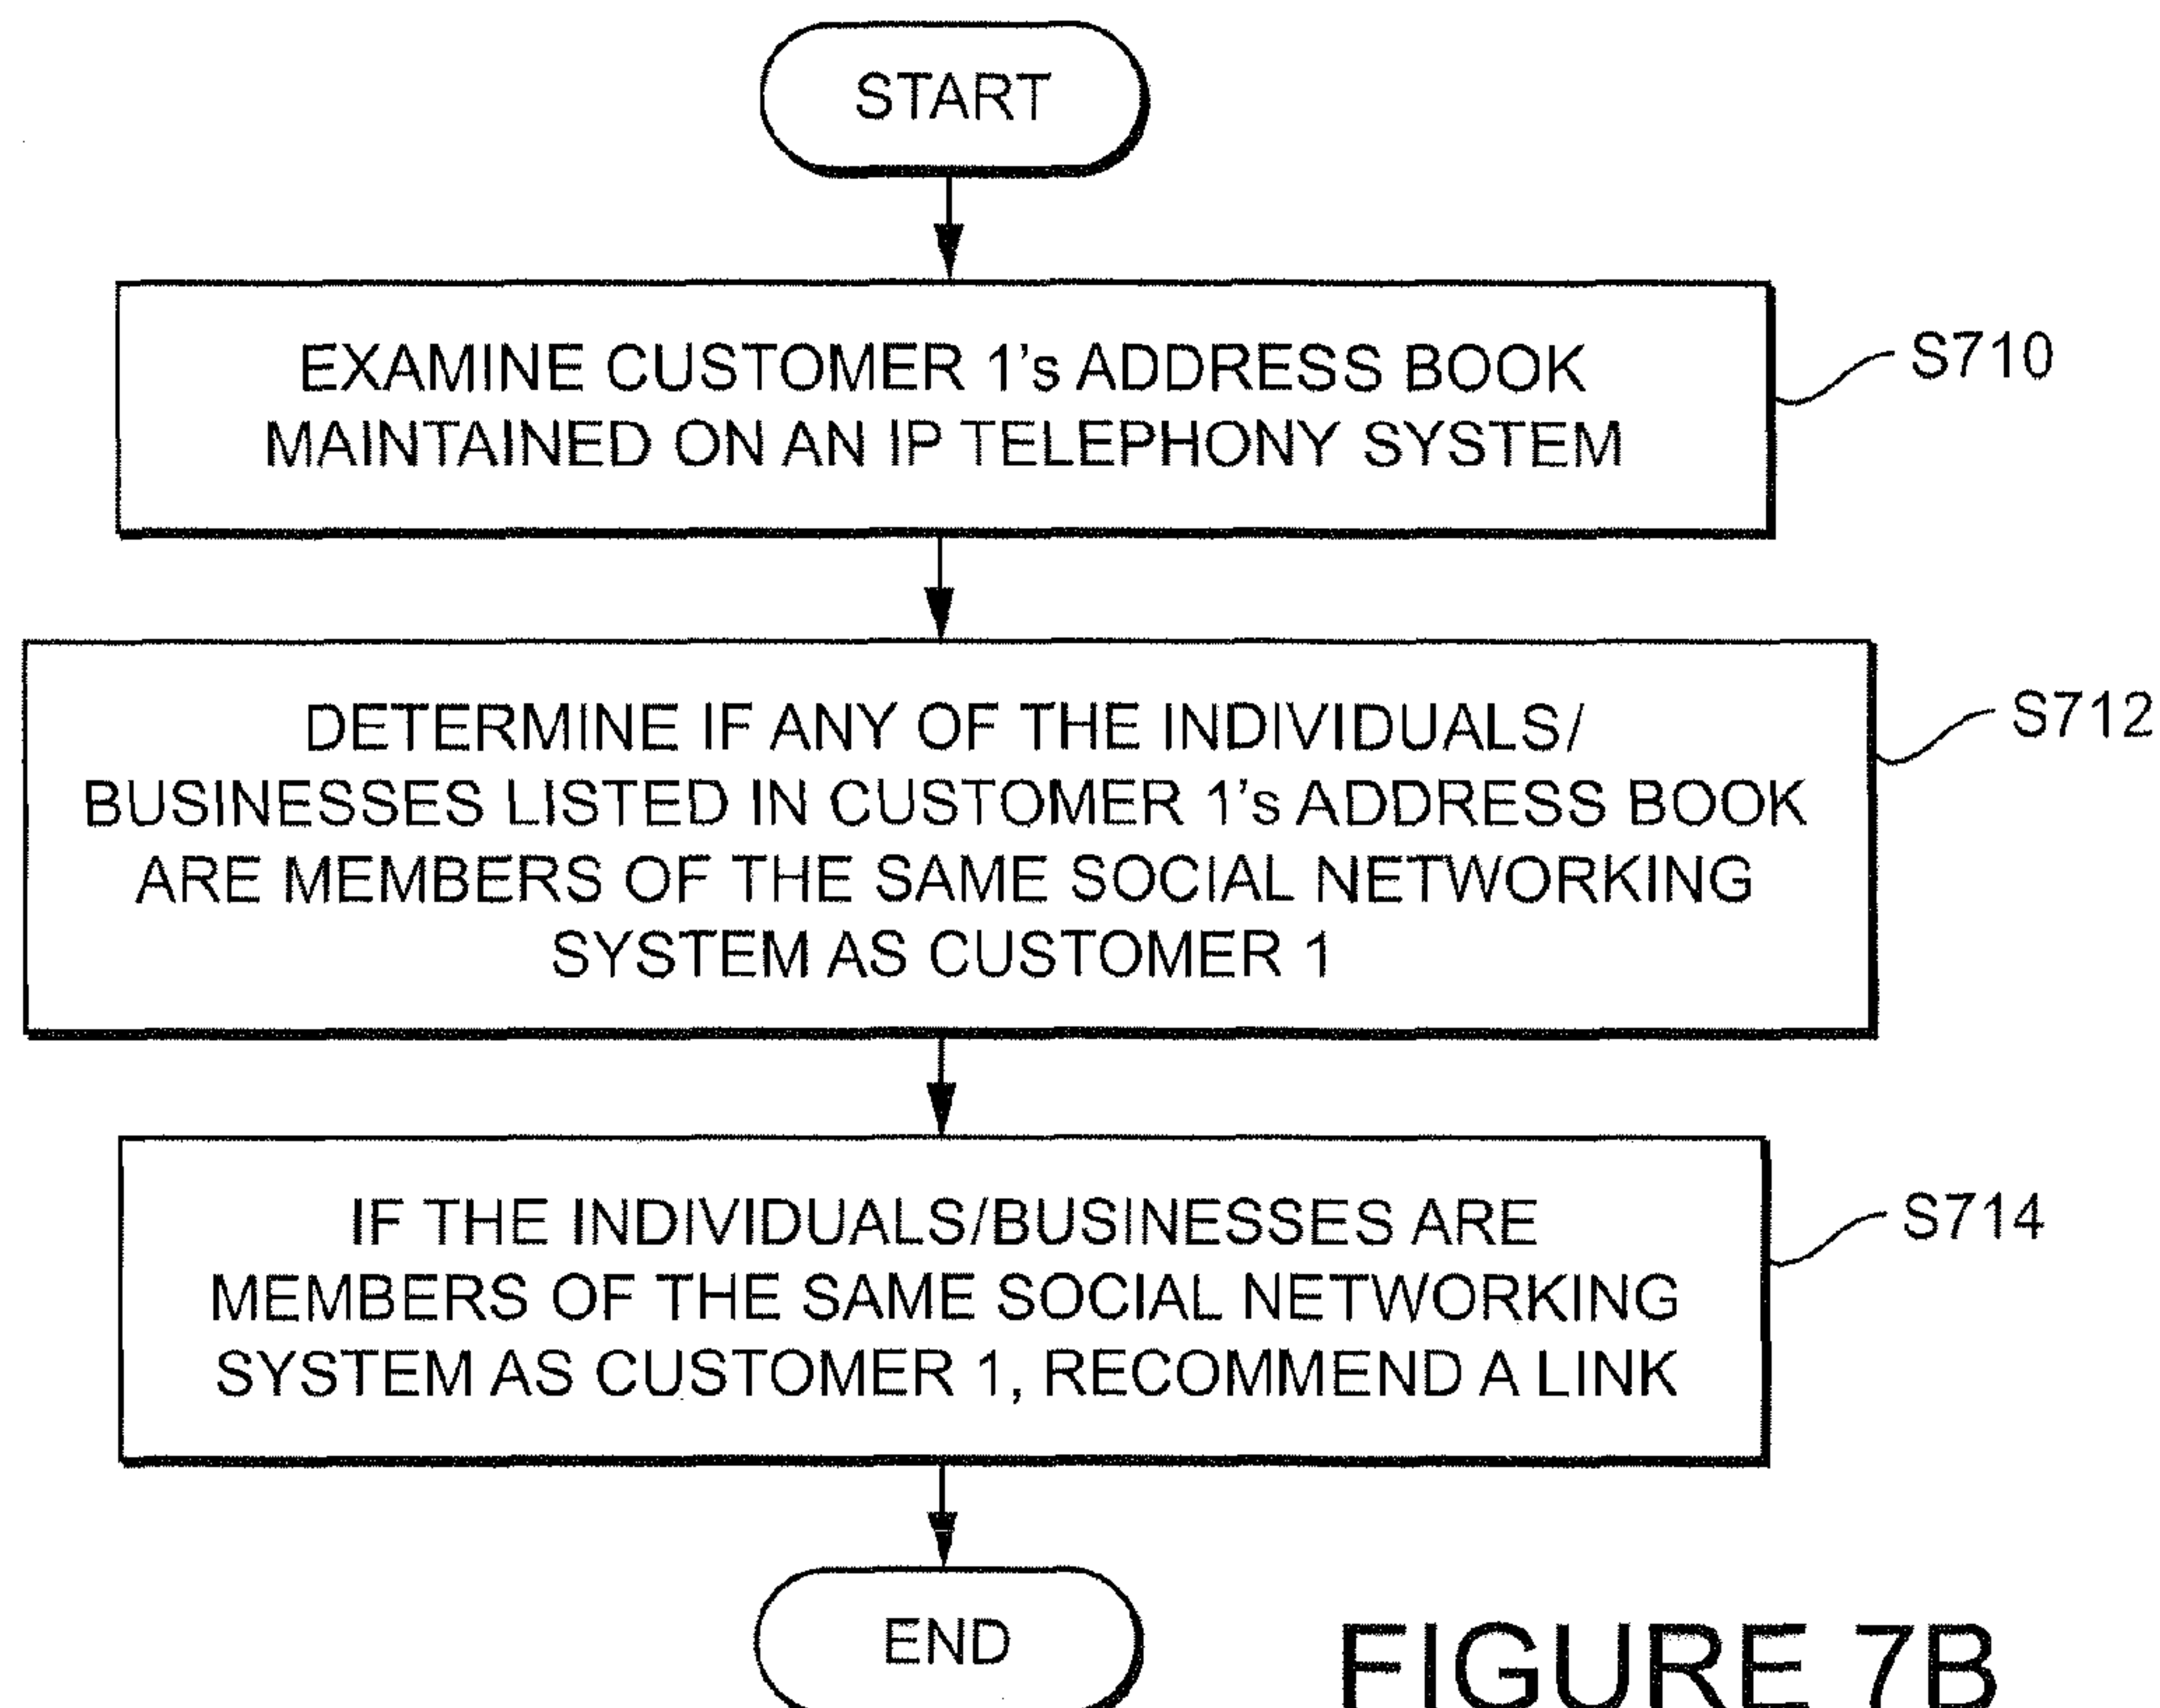 START
EXAMINE CUSTOMER 1's ADDRESS BOOK
MAINTAINED ON AN IP TELEPHONY SYSTEM
S710
DETERMINE IF ANY OF THE INDIVIDUALS/
BUSINESSES LISTED IN CUSTOMER 1's ADDRESS BOOK
ARE MEMBERS OF THE SAME SOCIAL NETWORKING
SYSTEM AS CUSTOMER 1
S712
IF THE INDIVIDUALS/BUSINESSES ARE
MEMBERS OF THE SAME SOCIAL NETWORKING
SYSTEM AS CUSTOMER 1, RECOMMEND A LINK
S714
END
FIGURE 7B